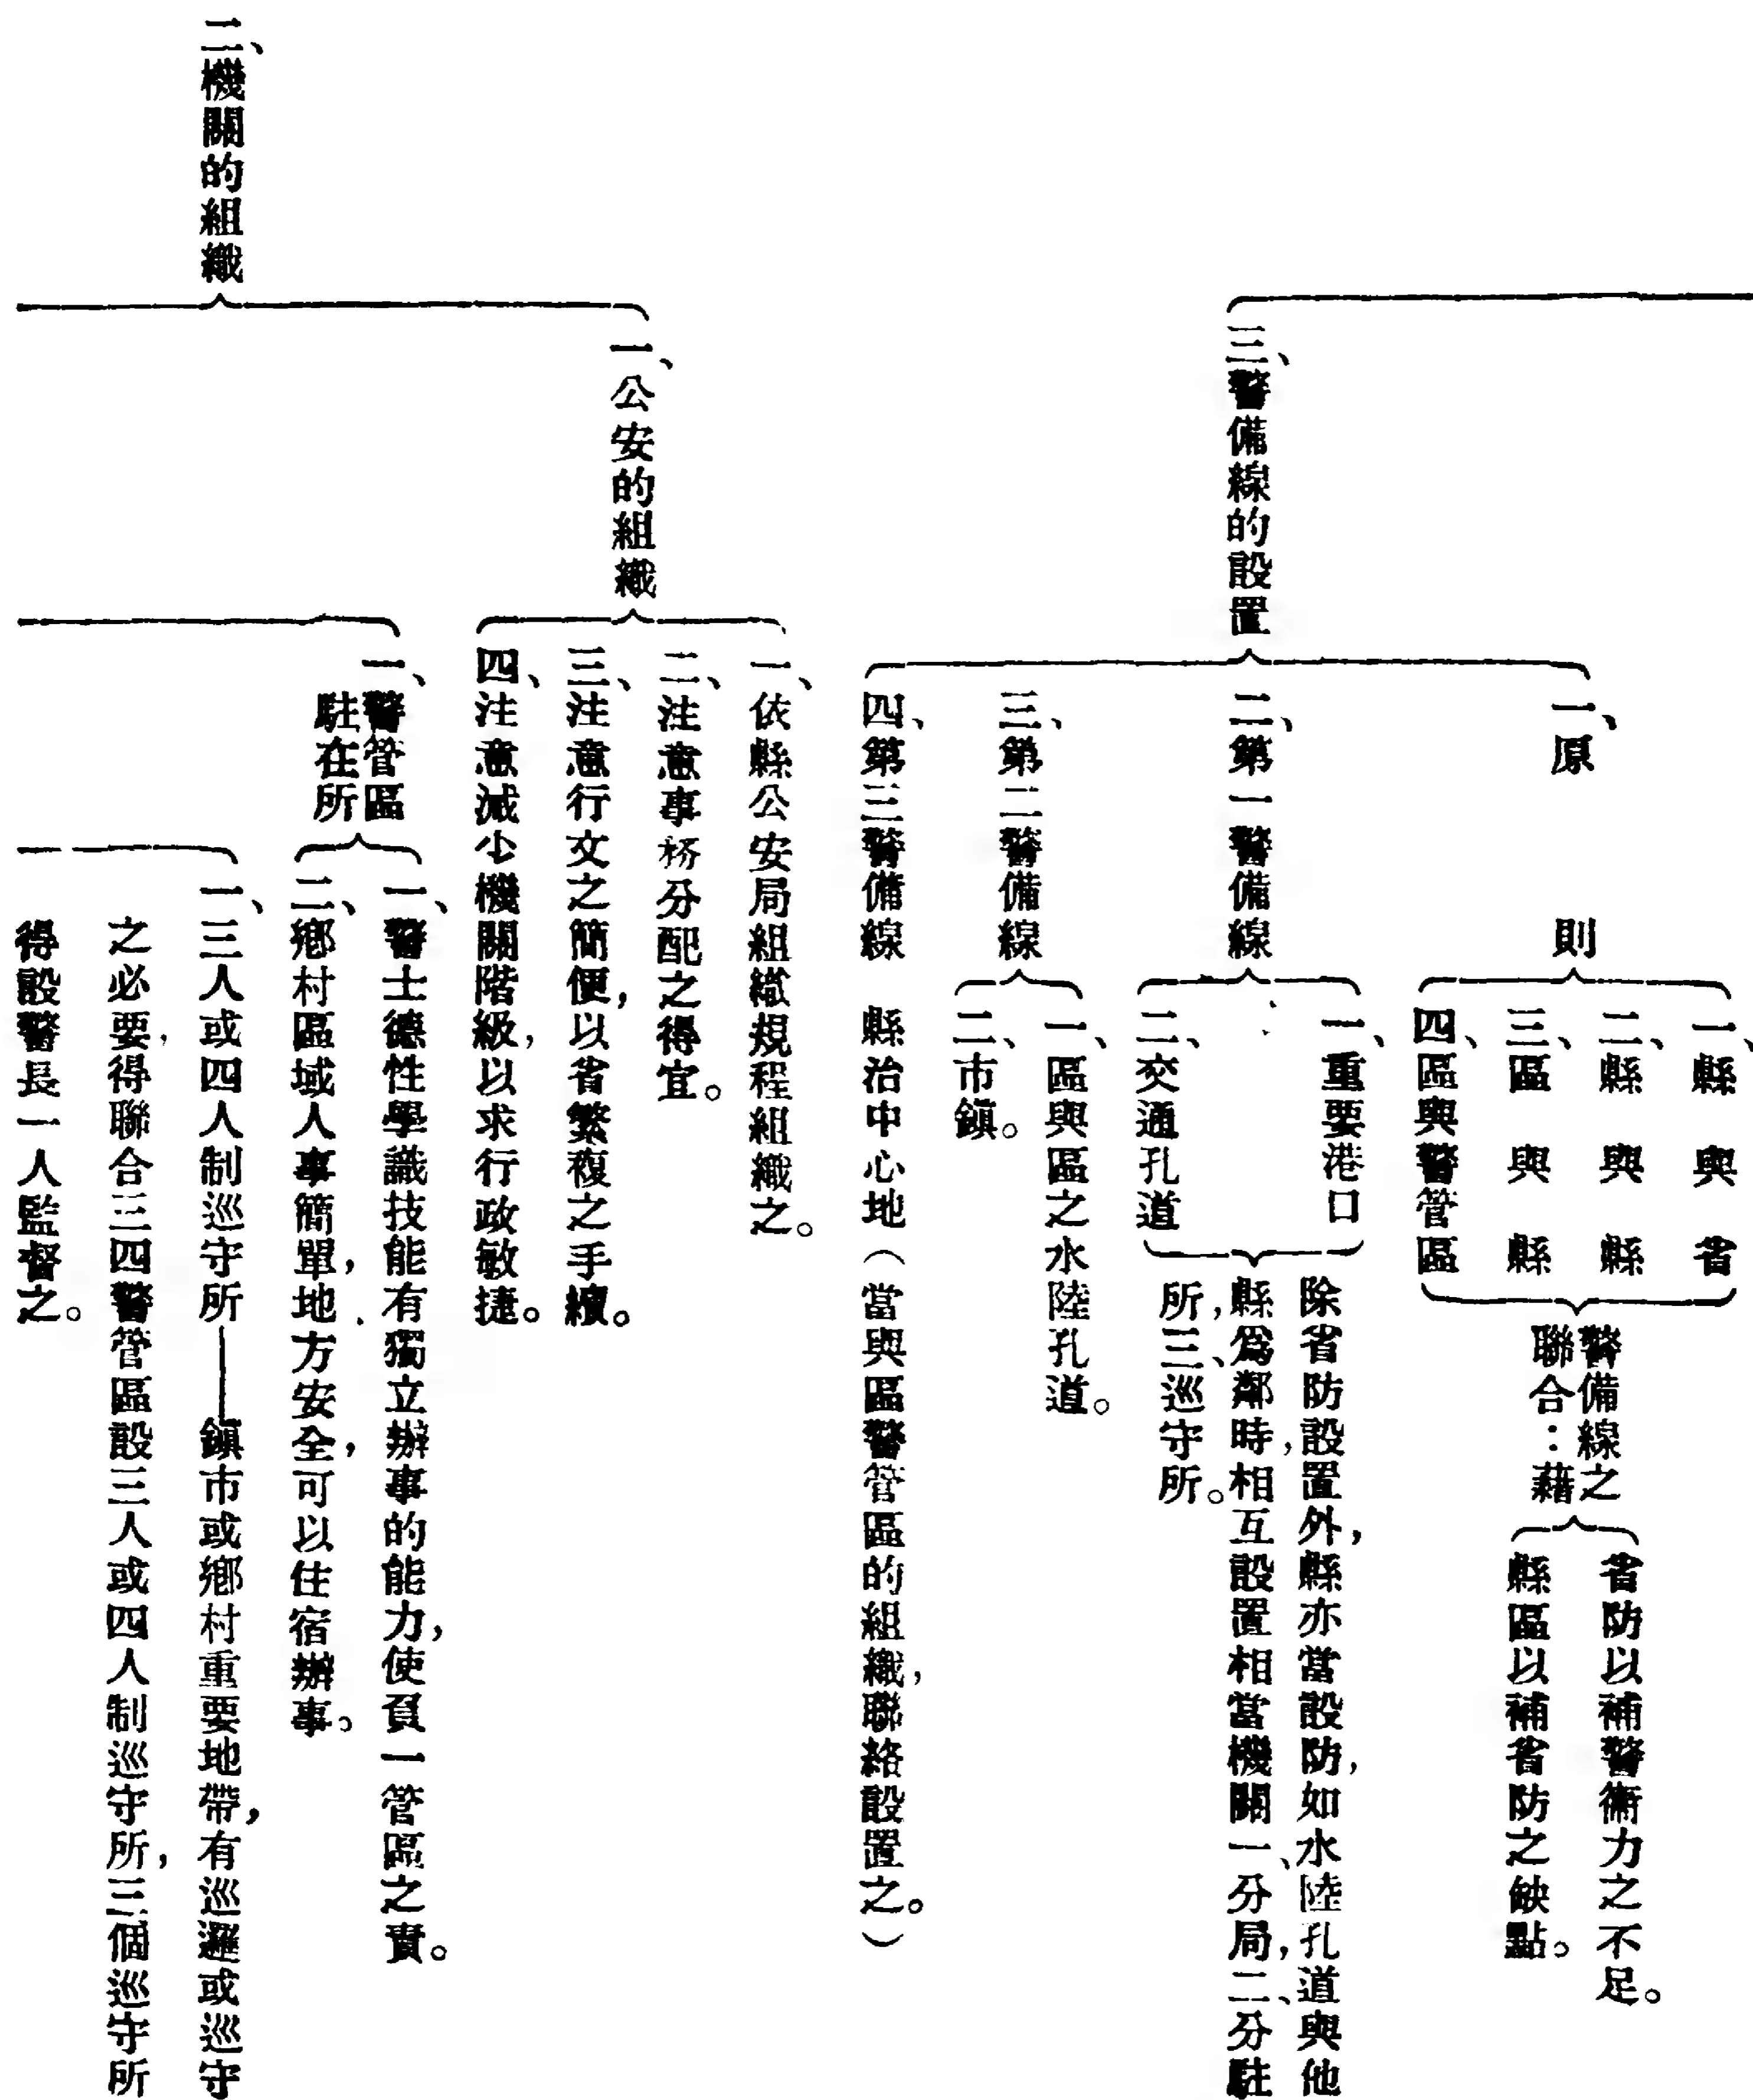 三、警備線的設置
一、原則
一、縣與省
二、縣與縣
三、區與縣
四、區與警管區
警備線之
聯合：藉
省防以補警衛力之不足。
縣區以補省防之缺點。
二、第一警備線
一、重要港口
二、交通孔道
除省防設置外，縣亦當設防，如水陸孔道與他
縣爲鄰時，相互設置相當機關一、分局，二、分駐
所，三、巡守所。
三、第二警備線
一、區與區之水陸孔道。
二、市鎮。
四、第三警備線　縣治中心地（當與區警管區的組織，聯絡設置之。）
二、機關的組織
一、公安的組織
一、依縣公安局組織規程組織之。
二、注意事務分配之得宜。
三、注意行文之簡便，以省繁複之手續。
四、注意減少機關階級，以求行政敏捷。
一、警管區
駐在所
一、警士德性學識技能有獨立辦事的能力，使負一管區之責。
二、鄉村區域人事簡單，地方安全，可以住宿辦事。
一、三人或四人制巡守所——鎮市或鄉村重要地帶，有巡邏或巡守
之必要，得聯合三四警管區設三人或四人制巡守所，三個巡守所
得設警長一人監督之。